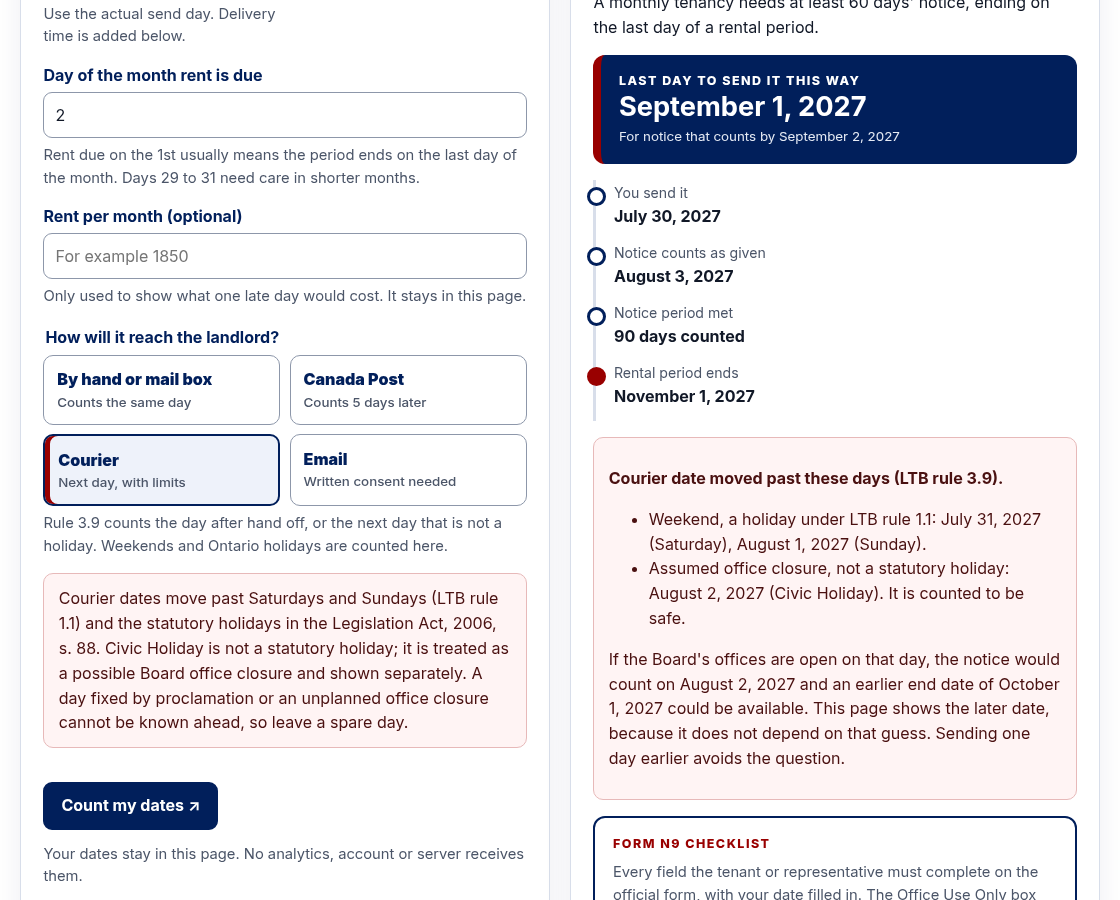 Use the actual send day. Delivery
time is added below.
Day of the month rent is due
2
Rent due on the 1st usually means the period ends on the last day of
the month. Days 29 to 31 need care in shorter months.
Rent per month (optional)
For example 1850
Only used to show what one late day would cost. It stays in this page.
How will it reach the landlord?
By hand or mail box
Counts the same day
Canada Post
Counts 5 days later
Courier
Next day, with limits
Email
Written consent needed
Rule 3.9 counts the day after hand off, or the next day that is not a
holiday. Weekends and Ontario holidays are counted here.
Courier dates move past Saturdays and Sundays (LTB rule
1.1) and the statutory holidays in the Legislation Act, 2006,
s. 88. Civic Holiday is not a statutory holiday; it is treated as
a possible Board office closure and shown separately. A
day fixed by proclamation or an unplanned office closure
cannot be known ahead, so leave a spare day.
Count my dates ↗
Your dates stay in this page. No analytics, account or server receives
them.
A monthly tenancy needs at least 60 days' notice, ending on
the last day of a rental period.
LAST DAY TO SEND IT THIS WAY
September 1, 2027
For notice that counts by September 2, 2027
You send it
July 30, 2027
Notice counts as given
August 3, 2027
Notice period met
90 days counted
Rental period ends
November 1, 2027
Courier date moved past these days (LTB rule 3.9).
• Weekend, a holiday under LTB rule 1.1: July 31, 2027
(Saturday), August 1, 2027 (Sunday).
• Assumed office closure, not a statutory holiday:
August 2, 2027 (Civic Holiday). It is counted to be
safe.
If the Board's offices are open on that day, the notice would
count on August 2, 2027 and an earlier end date of October
1, 2027 could be available. This page shows the later date,
because it does not depend on that guess. Sending one
day earlier avoids the question.
FORM N9 CHECKLIST
Every field the tenant or representative must complete on the
official form, with your date filled in. The Office Use Only box